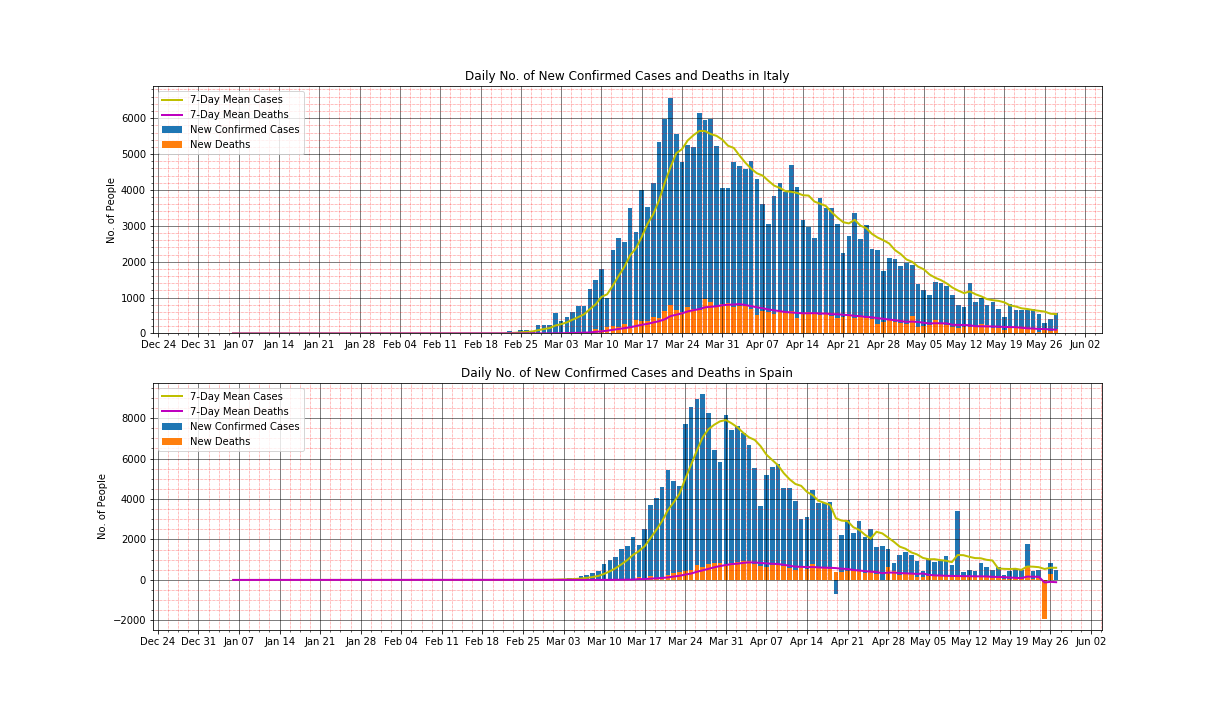 Daily No. of New Confirmed Cases and Deaths in Italy
7-Day Mean Cases
7-Day Mean Deaths
New Confirmed Cases
New Deaths
No. of People
6000
5000
4000
3000
2000
1000
0
Dec 24 Dec 31 Jan 07 Jan 14 Jan 21 Jan 28 Feb 04 Feb 11 Feb 18 Feb 25 Mar 03 Mar 10 Mar 17 Mar 24 Mar 31 Apr 07 Apr 14 Apr 21 Apr 28 May 05 May 12 May 19 May 26 Jun 02
Daily No. of New Confirmed Cases and Deaths in Spain
7-Day Mean Cases
7-Day Mean Deaths
New Confirmed Cases
New Deaths
No. of People
8000
6000
4000
2000
0
−2000
Dec 24 Dec 31 Jan 07 Jan 14 Jan 21 Jan 28 Feb 04 Feb 11 Feb 18 Feb 25 Mar 03 Mar 10 Mar 17 Mar 24 Mar 31 Apr 07 Apr 14 Apr 21 Apr 28 May 05 May 12 May 19 May 26 Jun 02